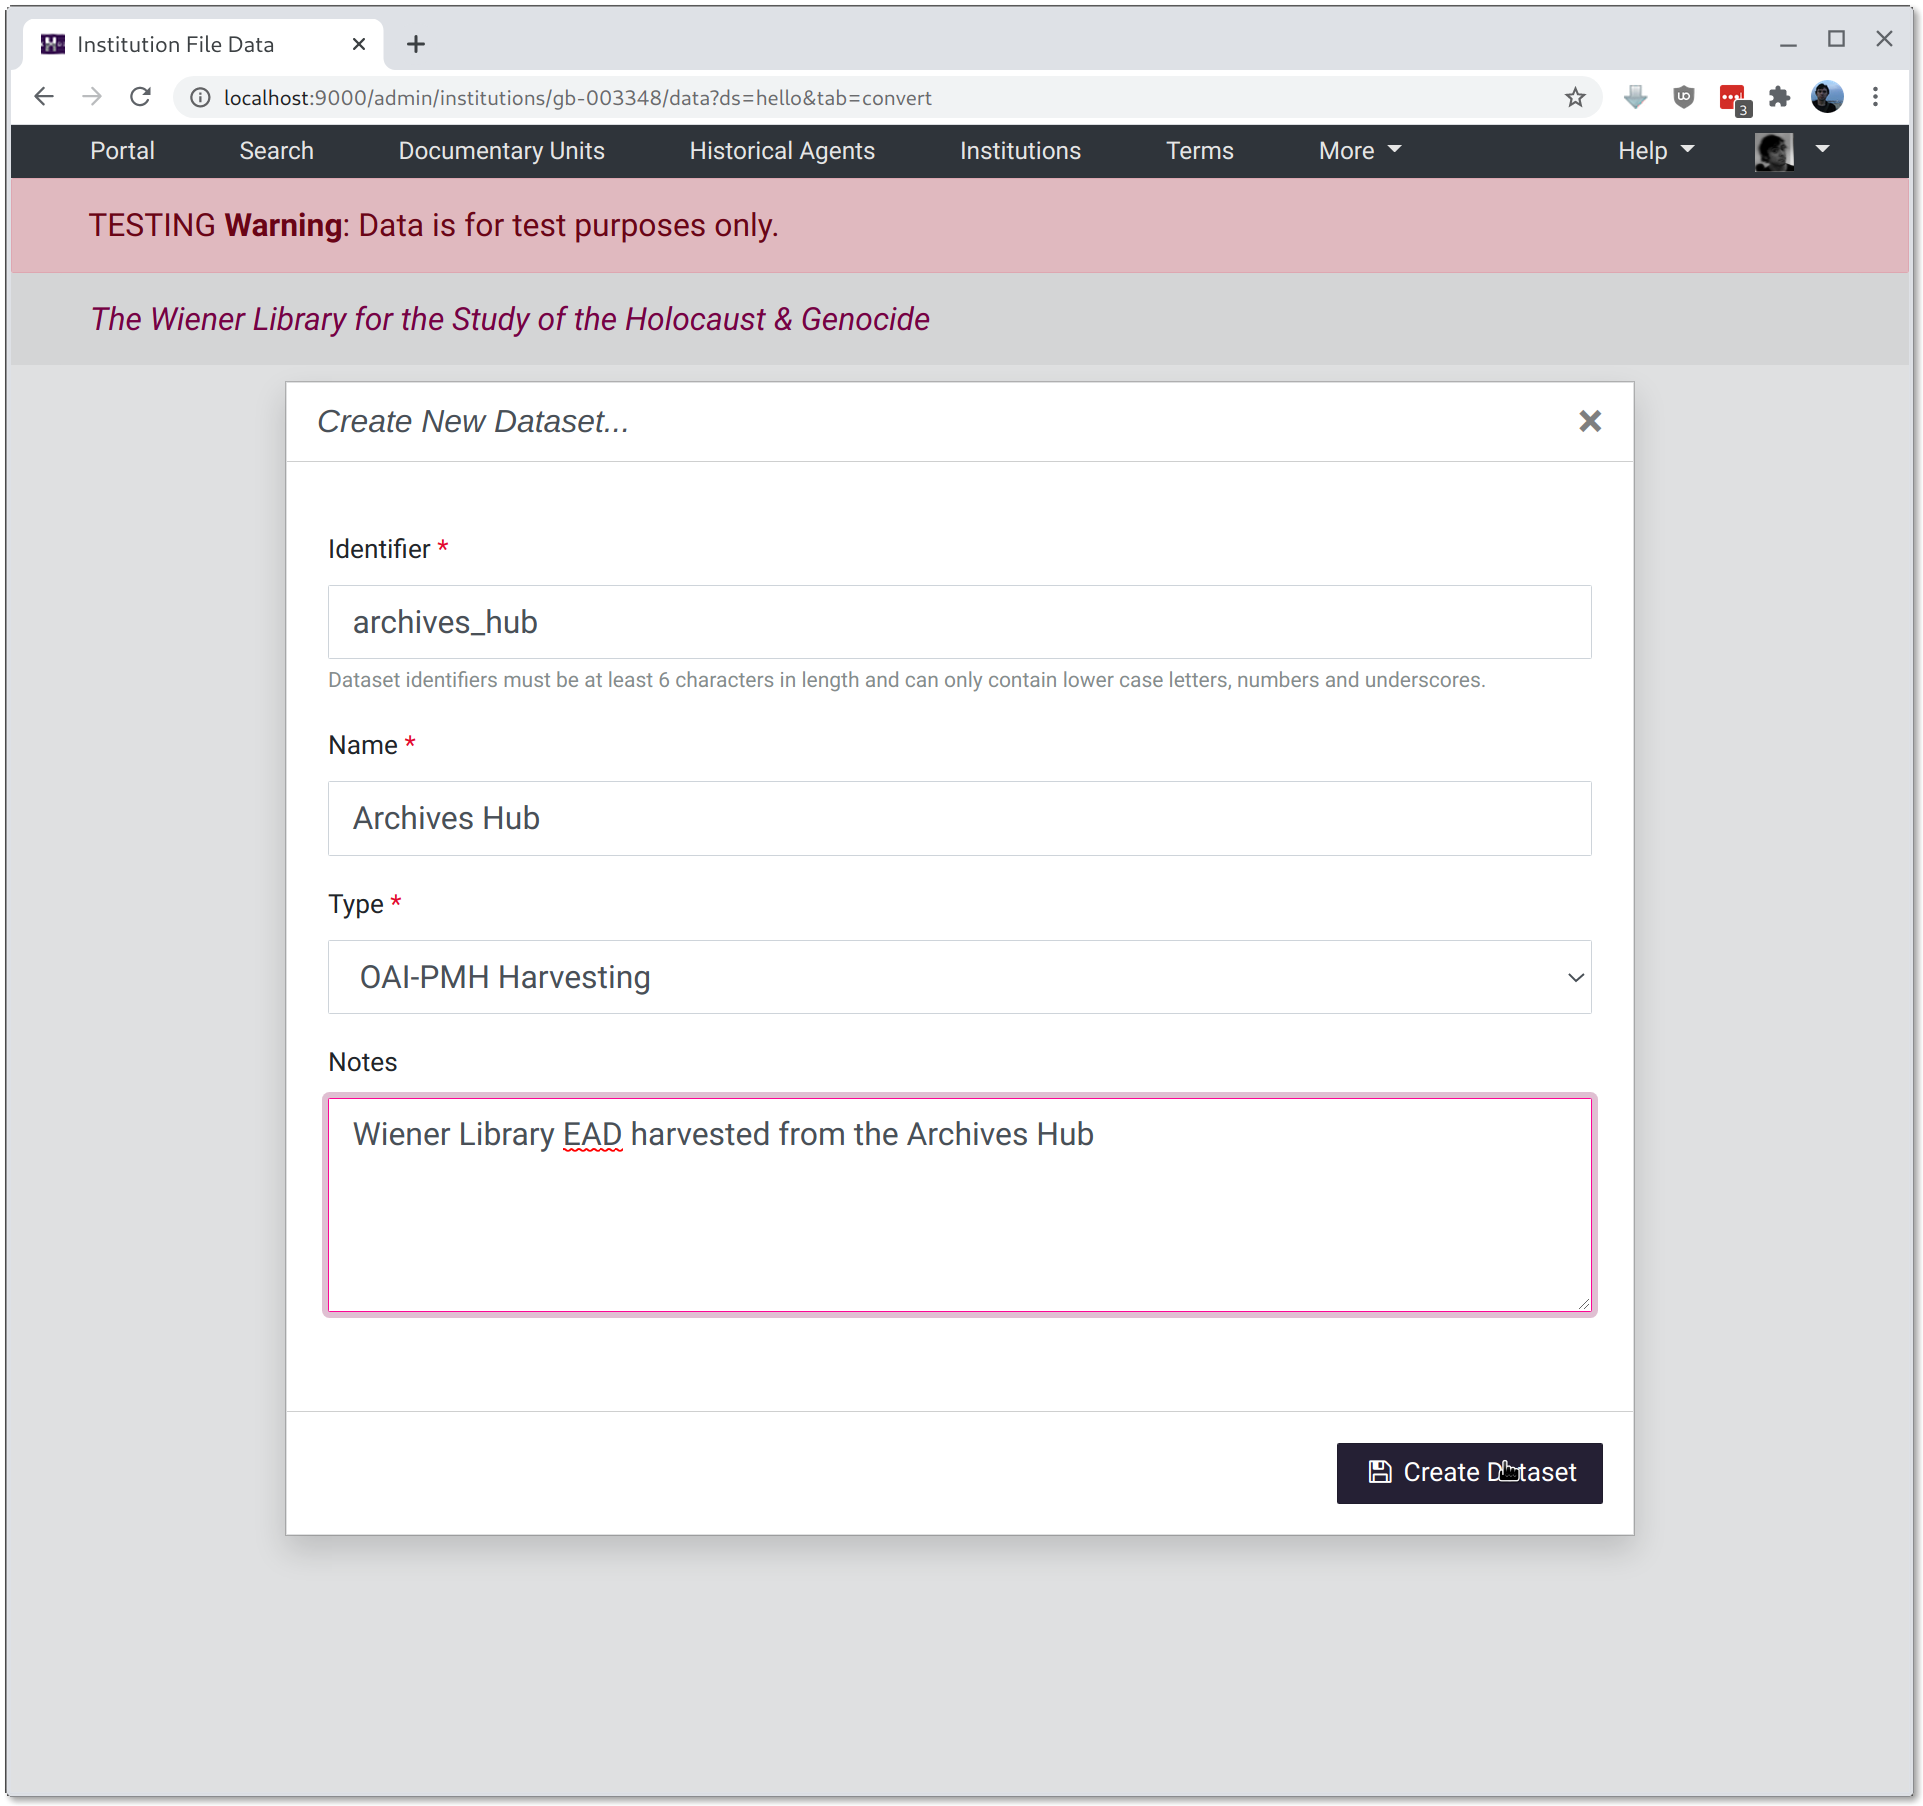 Institution File Data
localhost:9000/admin/institutions/gb-003348/data?ds=hello&tab=convert
3
Portal Search Documentary Units Historical Agents Institutions Terms More Help
TESTING Warning: Data is for test purposes only.
The Wiener Library for the Study of the Holocaust & Genocide
Create New Dataset...
Identifier *
archives_hub
Dataset identifiers must be at least 6 characters in length and can only contain lower case letters, numbers and underscores.
Name *
Archives Hub
Type *
OAI-PMH Harvesting
Notes
Wiener Library EAD harvested from the Archives Hub
Create Dataset